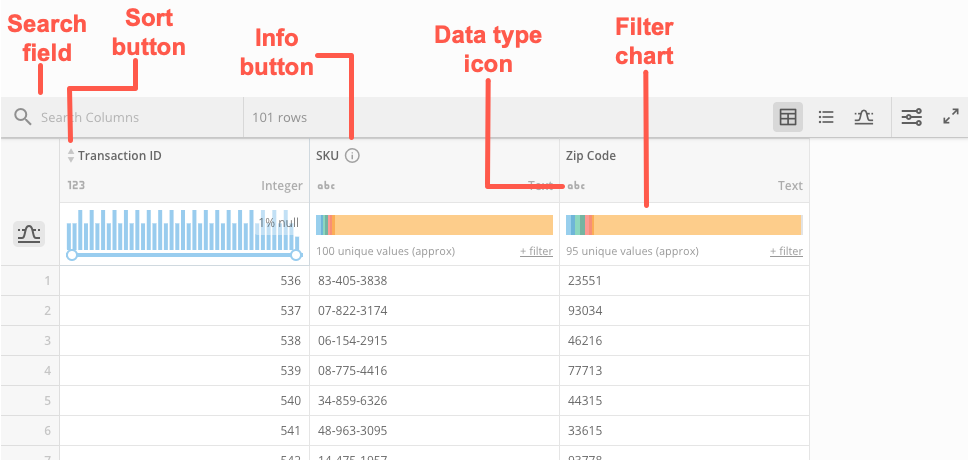 Search
field
Sort
button
Info
button
Data type
icon
Filter
chart
Search Columns
101 rows
Transaction ID
SKU
Zip Code
123
Integer
abc
Text
abc
Text
1% null
100 unique values (approx)
+ filter
95 unique values (approx)
+ filter
1 536 83-405-3838 23551
2 537 07-822-3174 93034
3 538 06-154-2915 46216
4 539 08-775-4416 77713
5 540 34-859-6326 44315
6 541 48-963-3095 33615
7 542 14-475-1957 93778